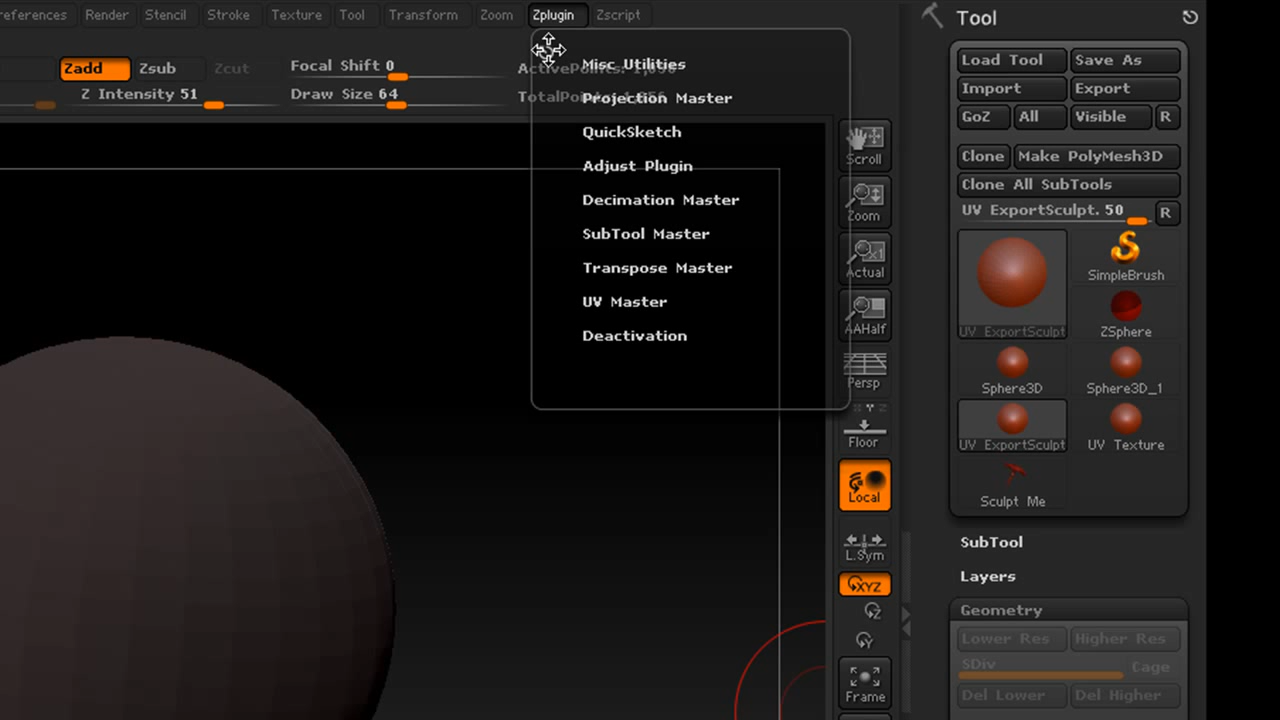 references Render Stencil Stroke Texture Tool Transform Zoom Zplugin Zscript
Zadd Zsub Zcut
Focal Shift 0
Z Intensity 51
Draw Size 64
Misc Utilities
Projection Master
QuickSketch
Adjust Plugin
Decimation Master
SubTool Master
Transpose Master
UV Master
Deactivation
Scroll
Zoom
Actual
AAHalf
Persp
Floor
Local
L.Sym
XYZ
Z
Y
Frame
Tool
Load Tool Save As
Import Export
GoZ All Visible R
Clone Make PolyMesh3D
Clone All SubTools
UV ExportSculpt. 50 R
SimpleBrush
UV ExportSculpt ZSphere
Sphere3D Sphere3D_1
UV ExportSculpt UV Texture
Sculpt Me
SubTool
Layers
Geometry
Lower Res Higher Res
SDiv Cage
Del Lower Del Higher